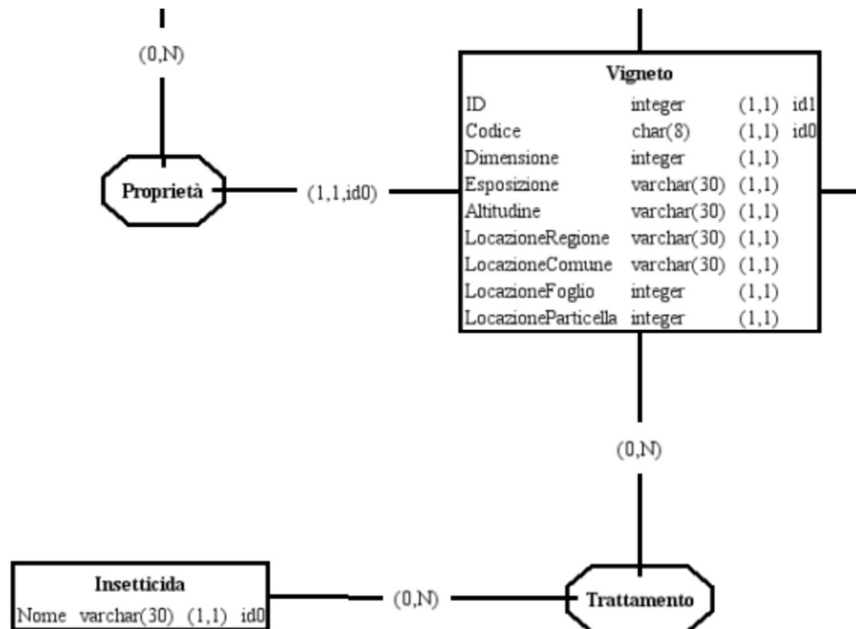 (0,N)
Vigneto
ID integer (1,1) id1
Codice char(8) (1,1) id0
Dimensione integer (1,1)
Proprietà (1,1,id0) Esposizione varchar(30) (1,1)
Altitudine varchar(30) (1,1)
LocazioneRegione varchar(30) (1,1)
LocazioneComune varchar(30) (1,1)
LocazioneFoglio integer (1,1)
LocazioneParticella integer (1,1)
(0,N)
Insetticida
Nome varchar(30) (1,1) id0
(0,N)
Trattamento